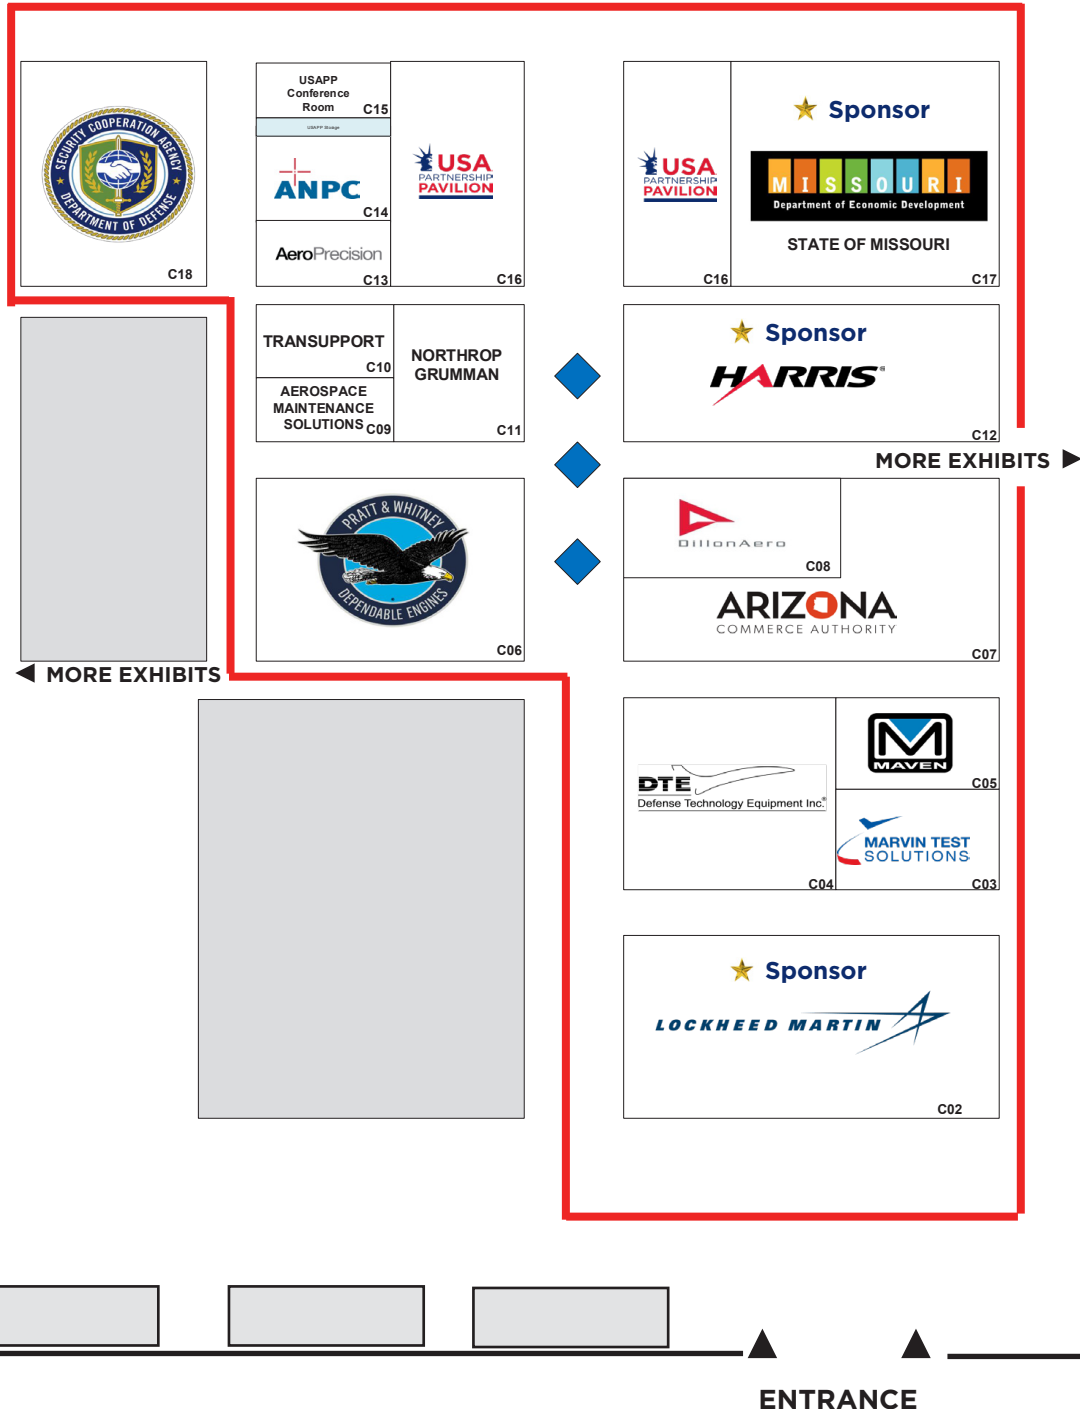 SECURITY COOPERATION AGENCY
DEPARTMENT OF DEFENSE
C18
USAPP
Conference
Room
C15
USAPP Storage
ANPC
C14
AeroPrecision
C13
USA
PARTNERSHIP
PAVILION
C16
USA
PARTNERSHIP
PAVILION
C16
Sponsor
MISSOURI
Department of Economic Development
STATE OF MISSOURI
C17
TRANSUPPORT
C10
AEROSPACE
MAINTENANCE
SOLUTIONS
C09
NORTHROP
GRUMMAN
C11
Sponsor
HARRIS®
C12
MORE EXHIBITS
PRATT & WHITNEY
DEPENDABLE ENGINES
C06
DillonAero
C08
ARIZONA
COMMERCE AUTHORITY
C07
MORE EXHIBITS
DTE
Defense Technology Equipment Inc.®
C04
MAVEN
C05
MARVIN TEST
SOLUTIONS
C03
Sponsor
LOCKHEED MARTIN
C02
ENTRANCE